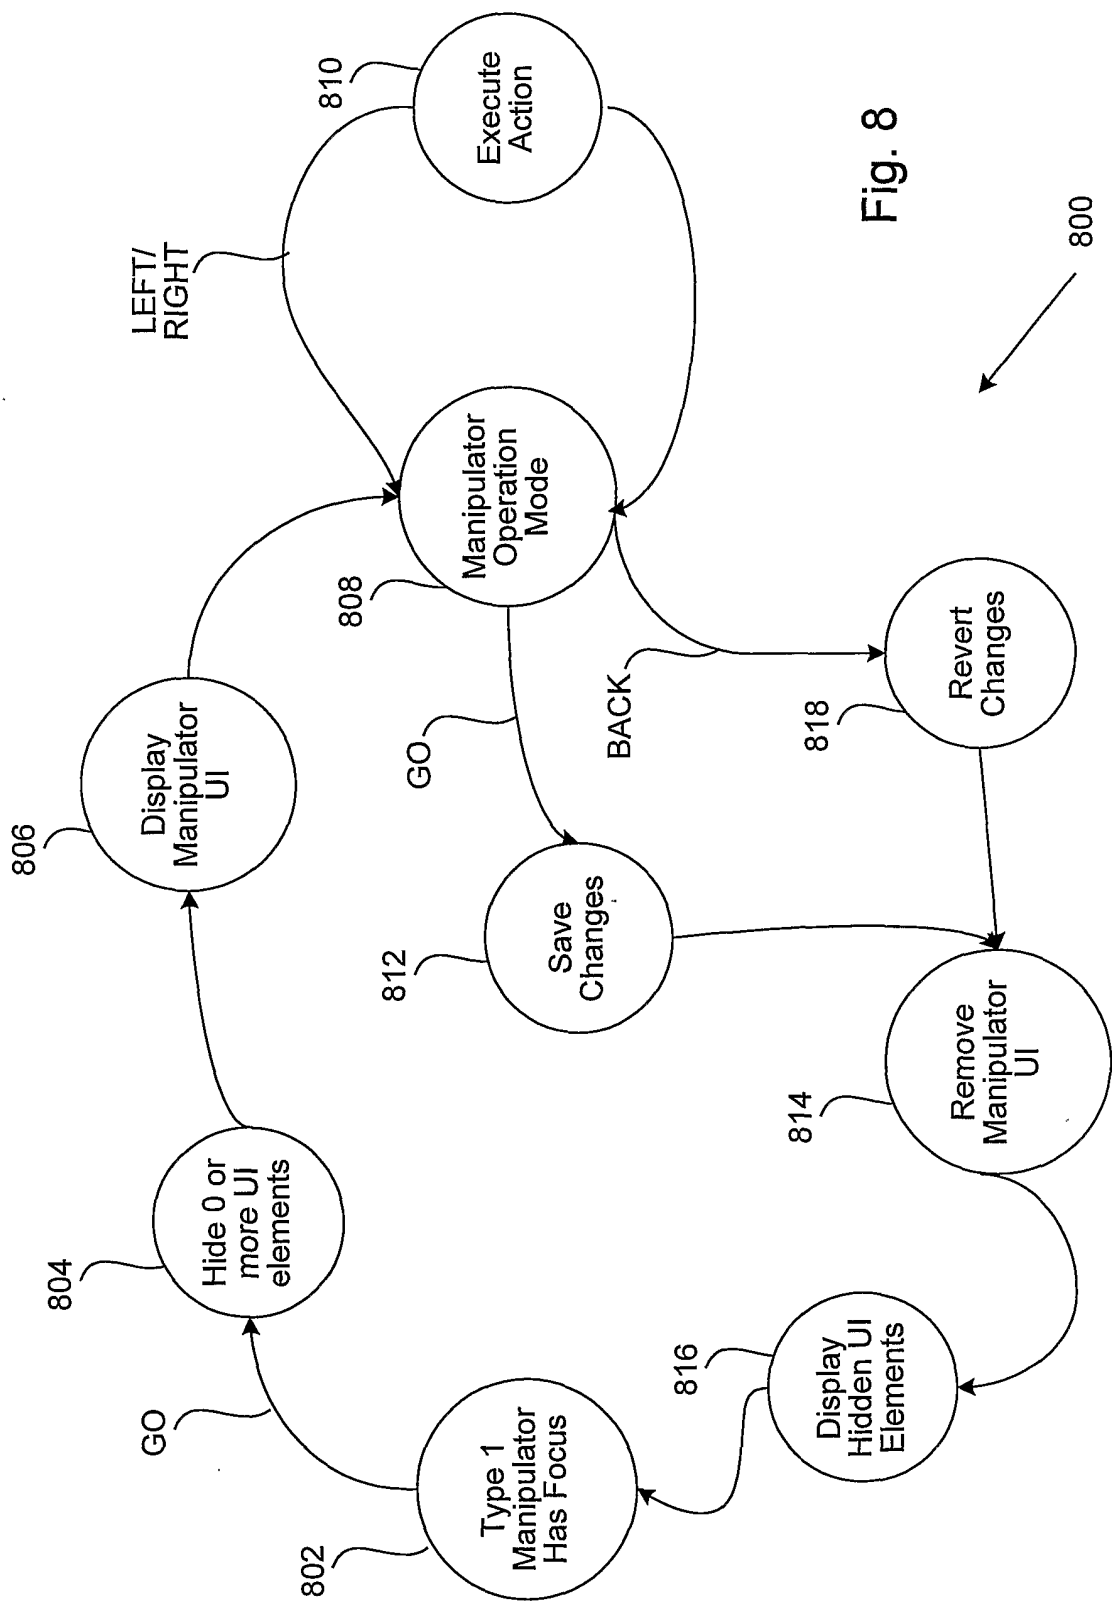 802
Type 1
Manipulator
Has Focus
GO
804
Hide 0 or
more UI
elements
806
Display
Manipulator
UI
808
Manipulator
Operation
Mode
LEFT/
RIGHT
810
Execute
Action
GO
812
Save
Changes
BACK
818
Revert
Changes
814
Remove
Manipulator
UI
816
Display
Hidden UI
Elements
Fig. 8
800